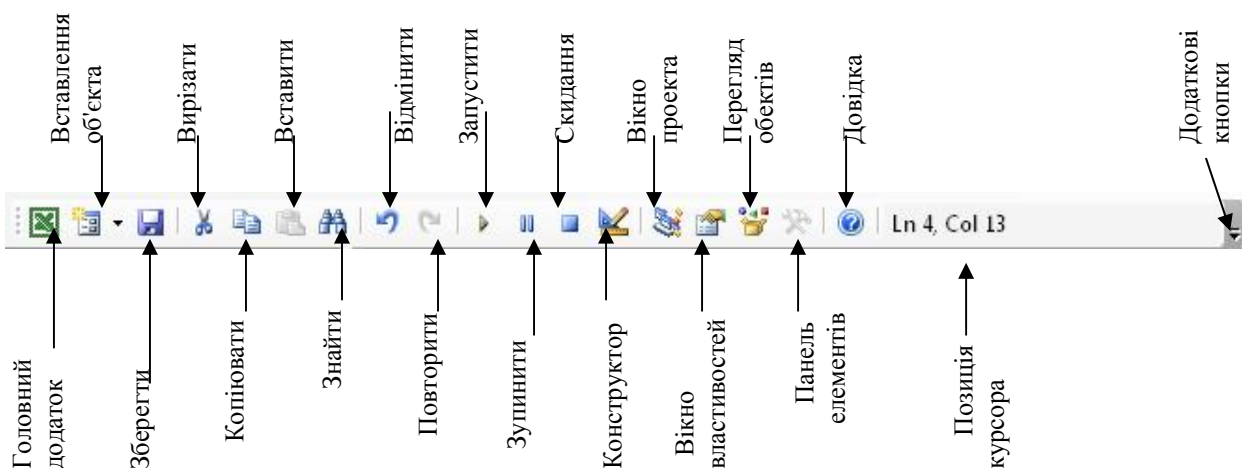 Вставлення
об'єкта
Вирізати
Вставити
Відмінити
Запустити
Скидання
Вікно
проекта
Перегляд
обектів
Довідка
Додаткові
кнопки
Ln 4, Col 13
Головний
додаток
Зберегти
Копіювати
Знайти
Повторити
Зупинити
Конструктор
Вікно
властивостей
Панель
елементів
Позиція
курсора